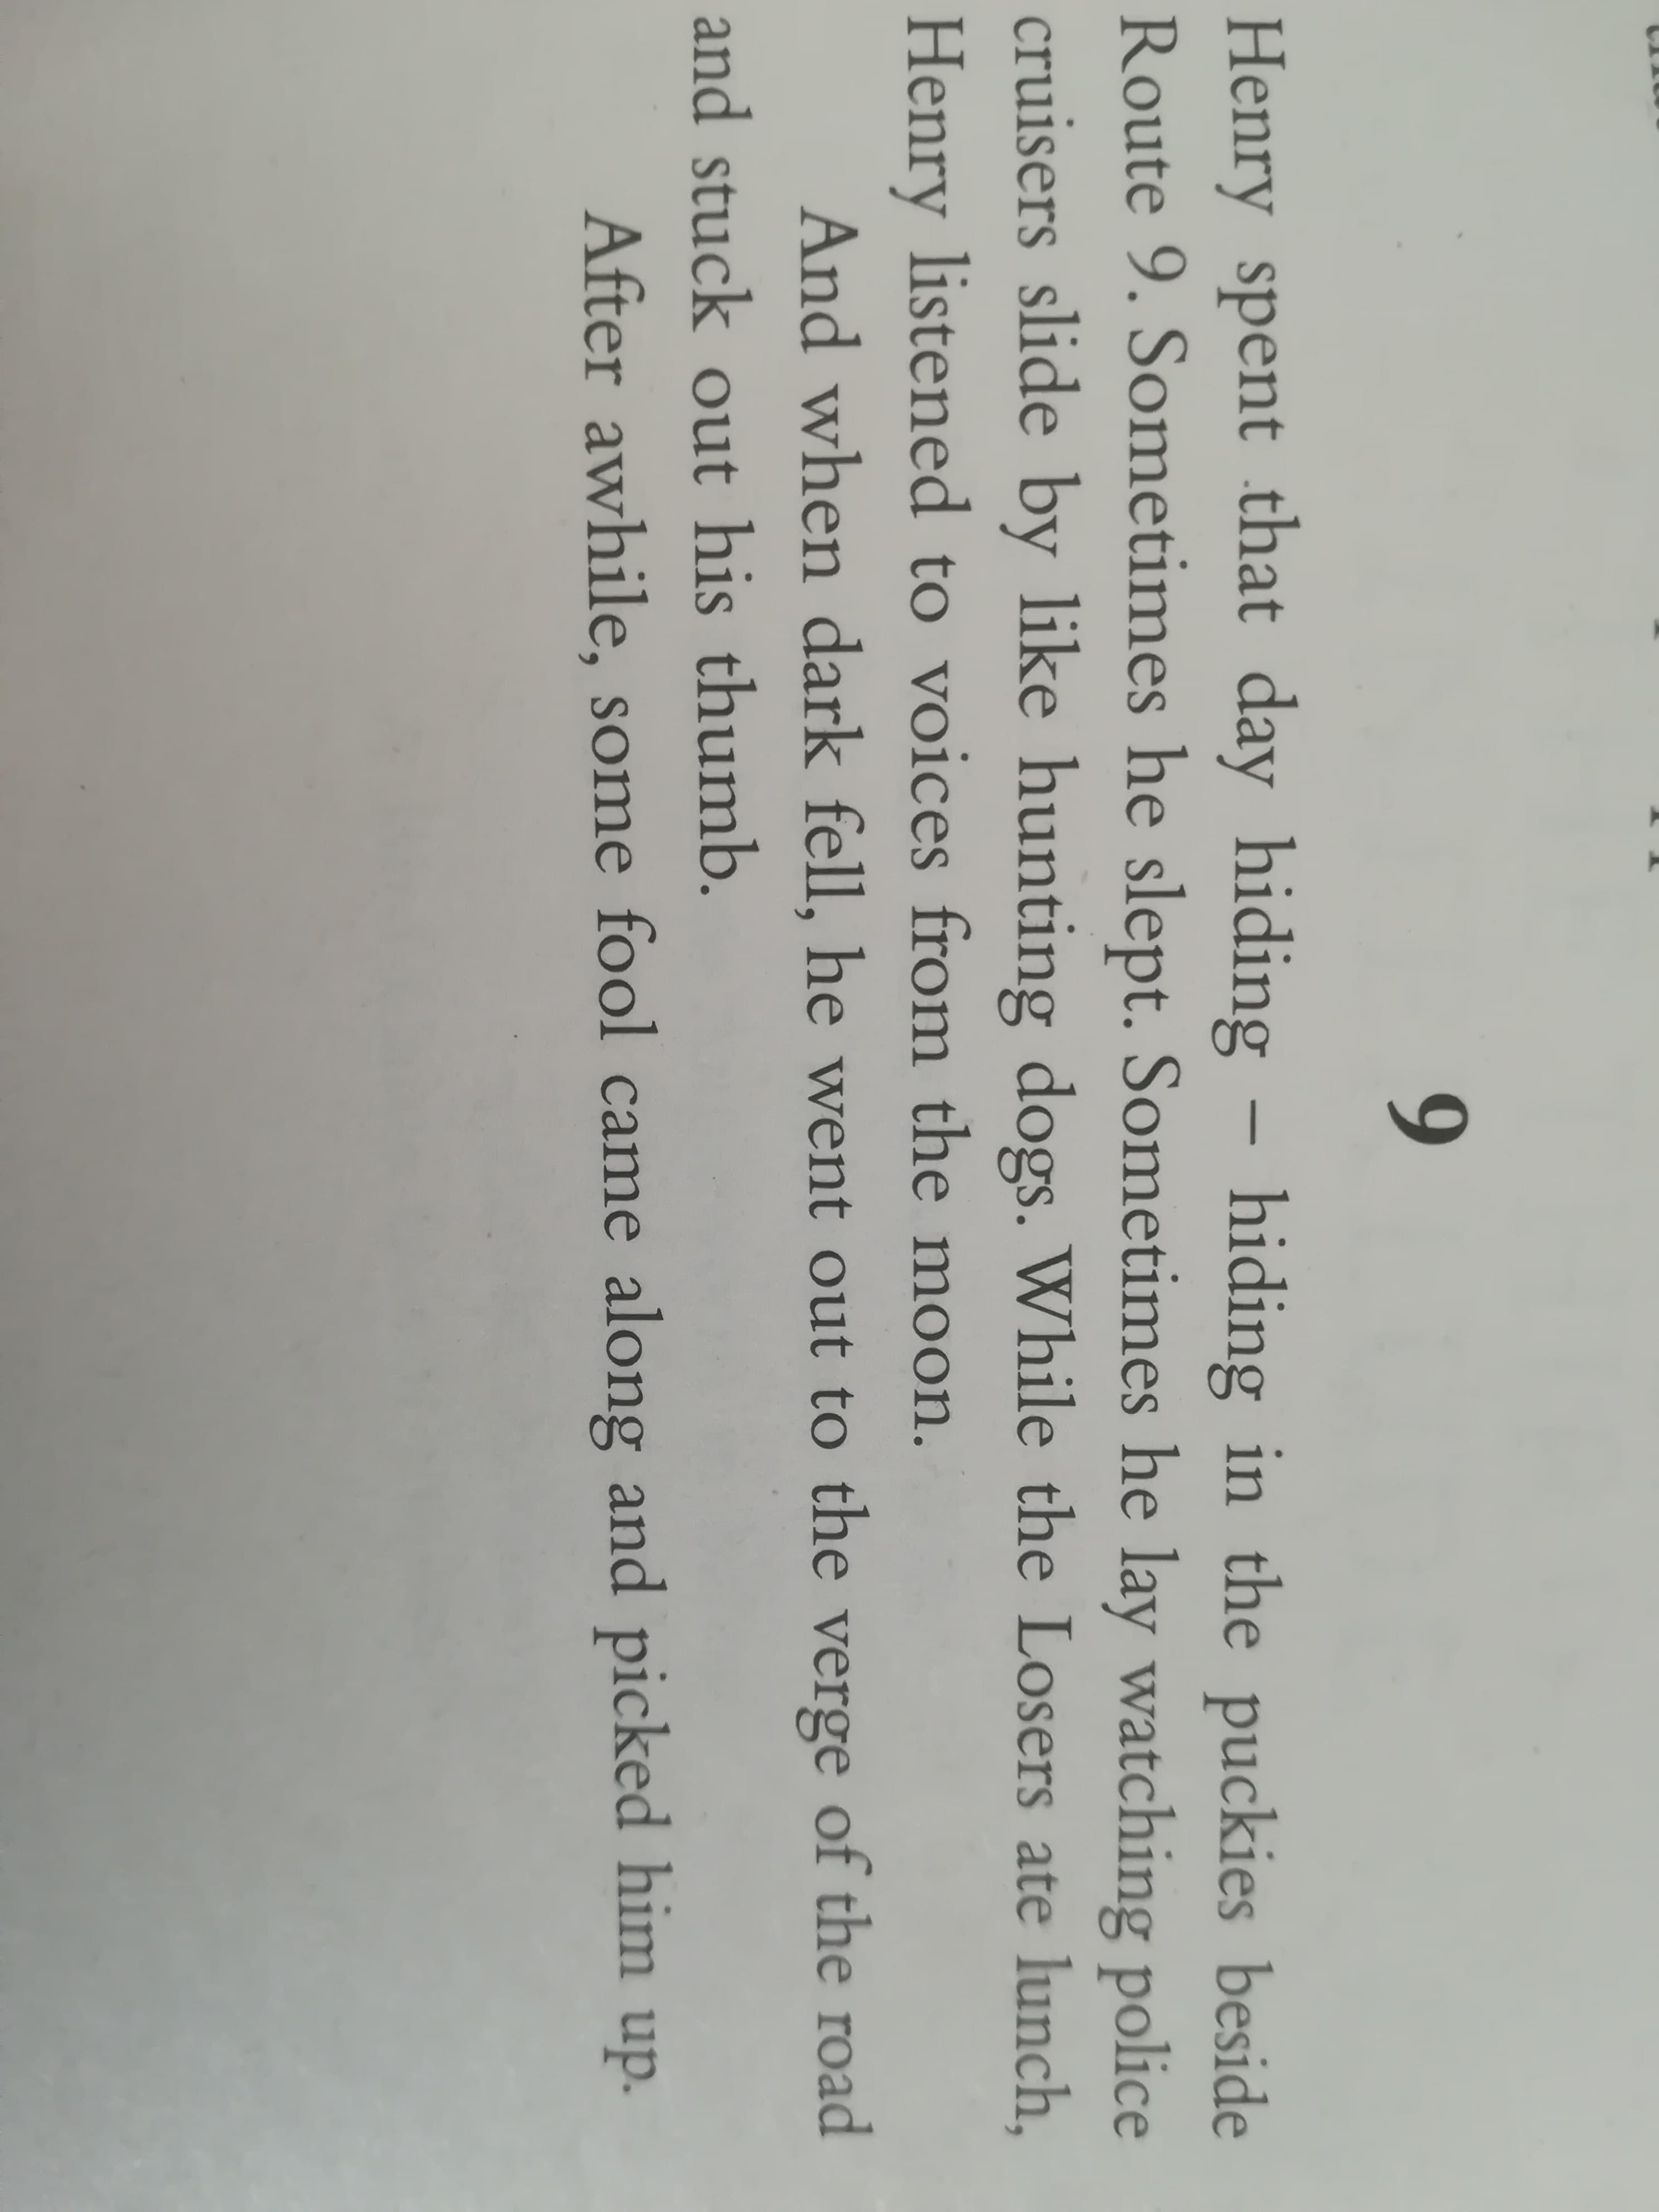 9
Henry spent that day hiding – hiding in the puckies beside
Route 9. Sometimes he slept. Sometimes he lay watching police
cruisers slide by like hunting dogs. While the Losers ate lunch,
Henry listened to voices from the moon.
And when dark fell, he went out to the verge of the road
and stuck out his thumb.
After awhile, some fool came along and picked him up.